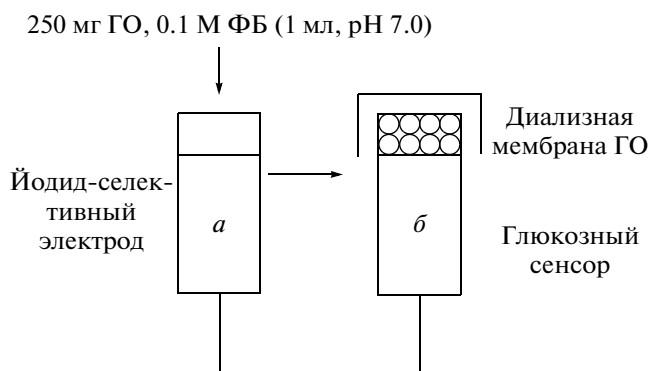 250 мг ГО, 0.1 М ФБ (1 мл, pH 7.0)
Йодид-селек-
тивный
электрод
а
б
Диализная
мембрана ГО
Глюкозный
сенсор